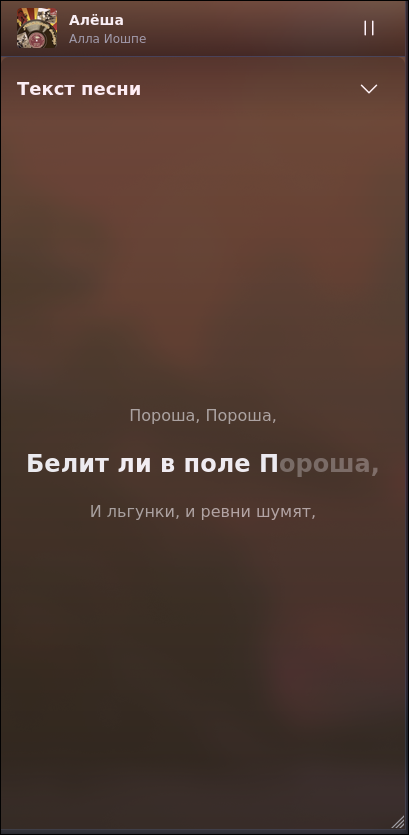 Алёша
Алла Иошпе
Текст песни
Пороша, Пороша,
Белит ли в поле Пороша,
И льгунки, и ревни шумят,